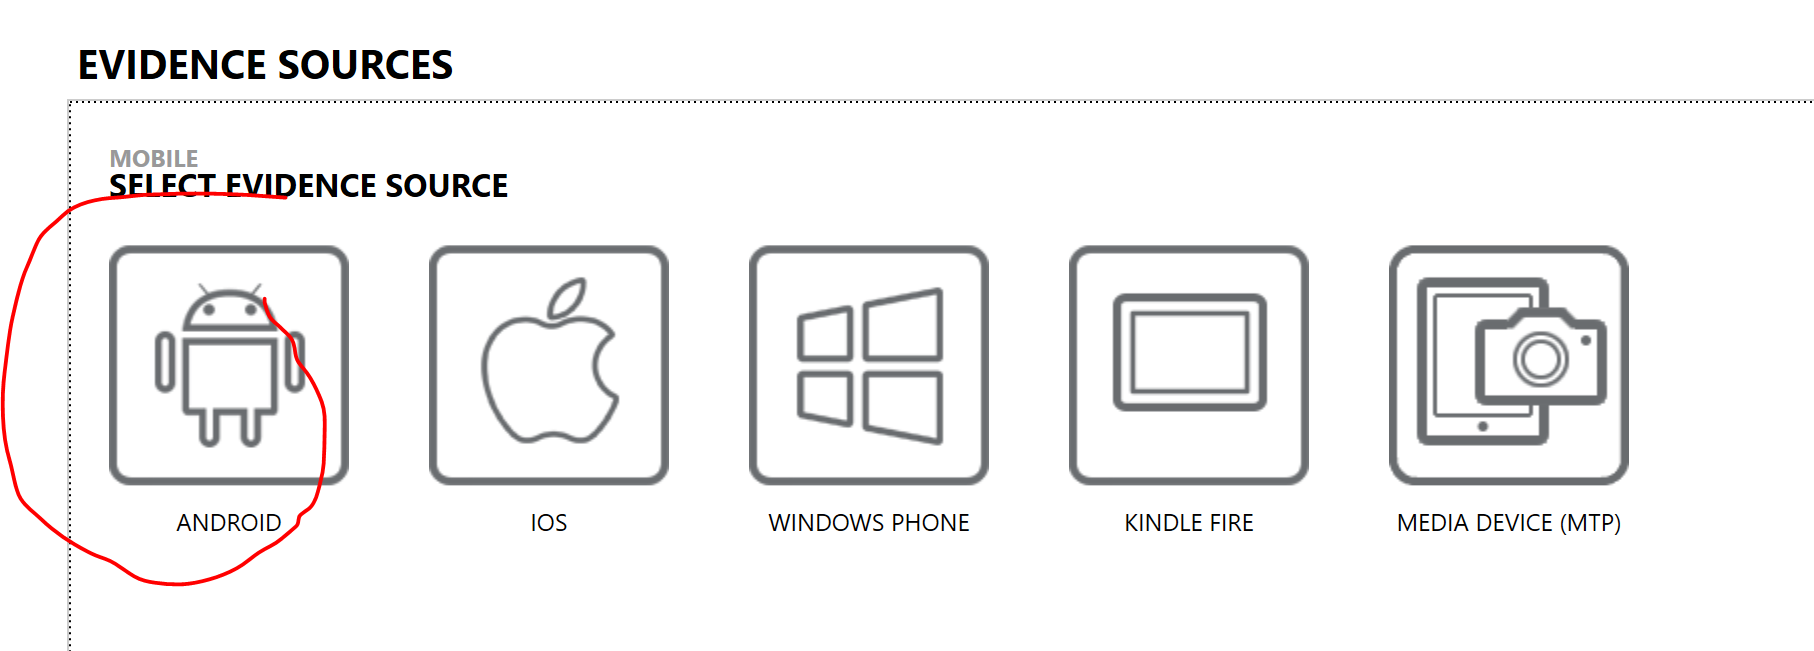 EVIDENCE SOURCES
MOBILE
SELECT EVIDENCE SOURCE
ANDROID
IOS
WINDOWS PHONE
KINDLE FIRE
MEDIA DEVICE (MTP)